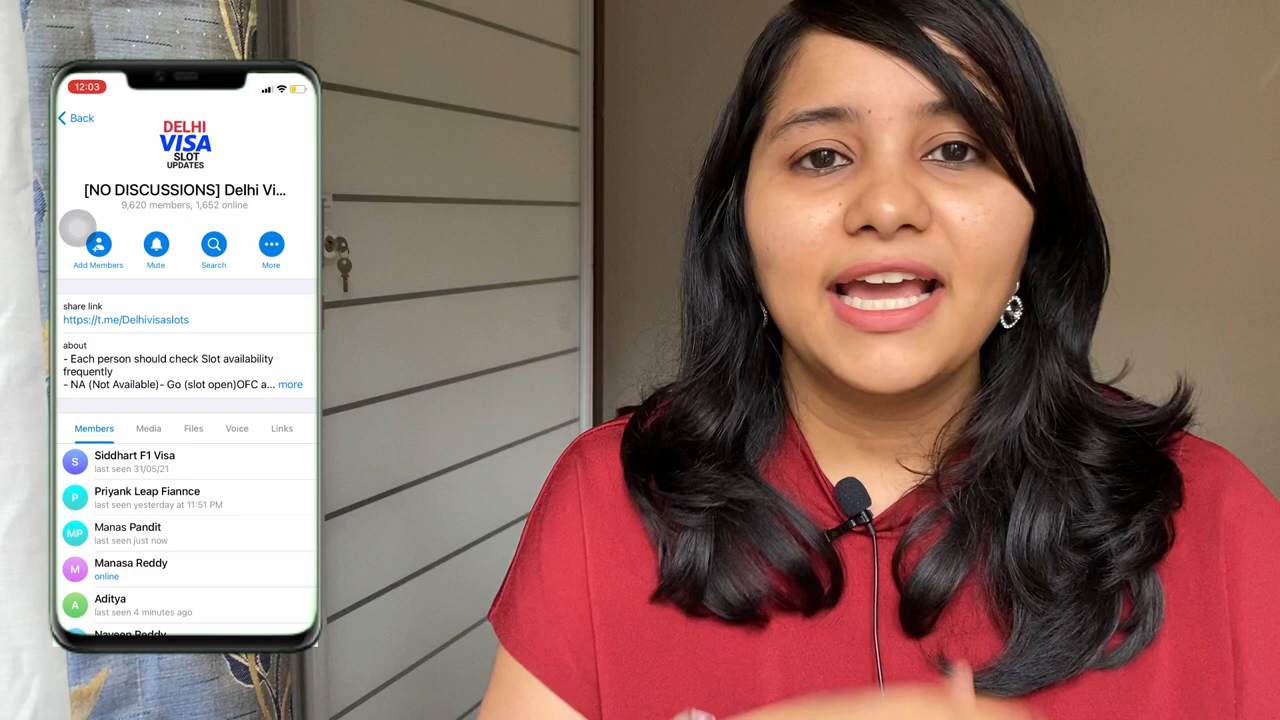 12:03
Back
DELHI
VISA
SLOT
UPDATES
[NO DISCUSSIONS] Delhi Vi...
9,620 members, 1,652 online
Add Members Mute Search More
share link
https://t.me/Delhivisaslots
about
- Each person should check Slot availability
frequently
- NA (Not Available)- Go (slot open)OFC a... more
Members Media Files Voice Links
S Siddhart F1 Visa
last seen 31/05/21
P Priyank Leap Fiannce
last seen yesterday at 11:51 PM
MP Manas Pandit
last seen just now
M Manasa Reddy
online
A Aditya
last seen 4 minutes ago
Naveen Reddy